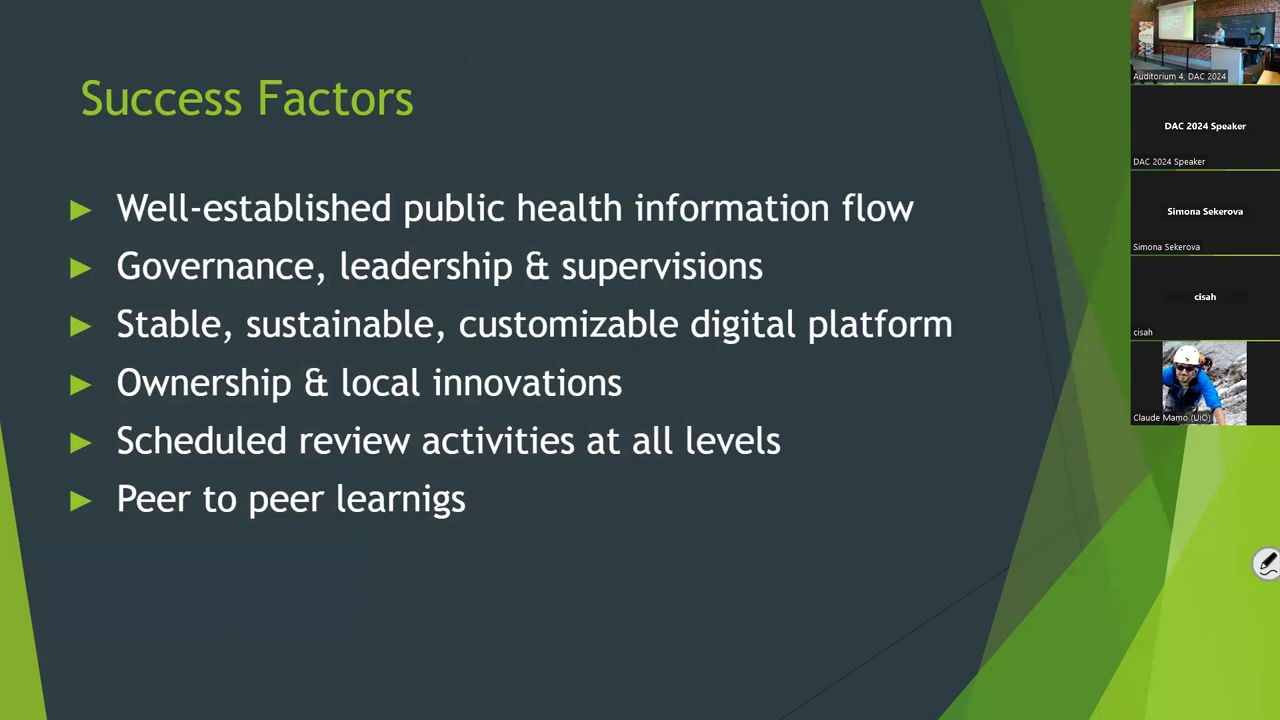 Success Factors
Well-established public health information flow
Governance, leadership & supervisions
Stable, sustainable, customizable digital platform
Ownership & local innovations
Scheduled review activities at all levels
Peer to peer learnigs
Auditorium 4, DAC 2024
DAC 2024 Speaker
DAC 2024 Speaker
Simona Sekerova
Simona Sekerova
cisah
cisah
Claude Mamo (UiO)